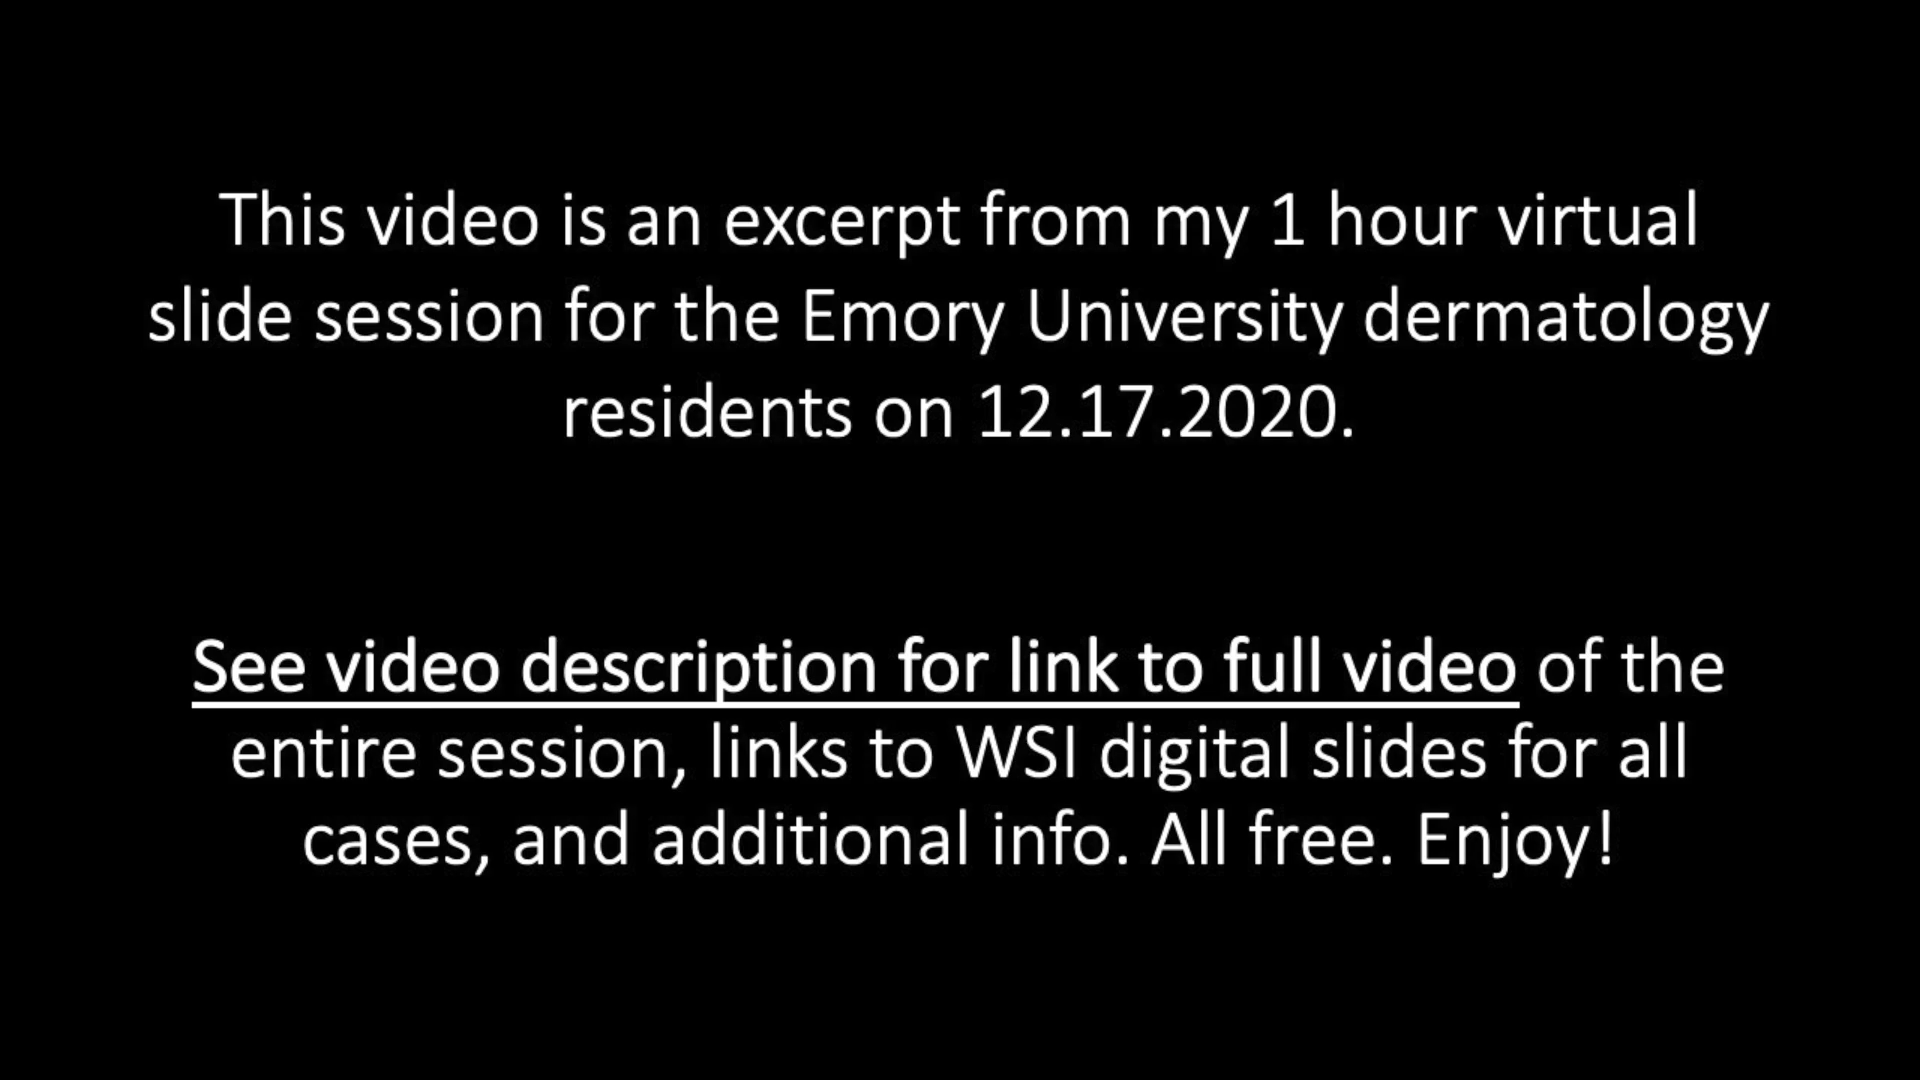 This video is an excerpt from my 1 hour virtual
slide session for the Emory University dermatology
residents on 12.17.2020.
See video description for link to full video of the
entire session, links to WSI digital slides for all
cases, and additional info. All free. Enjoy!